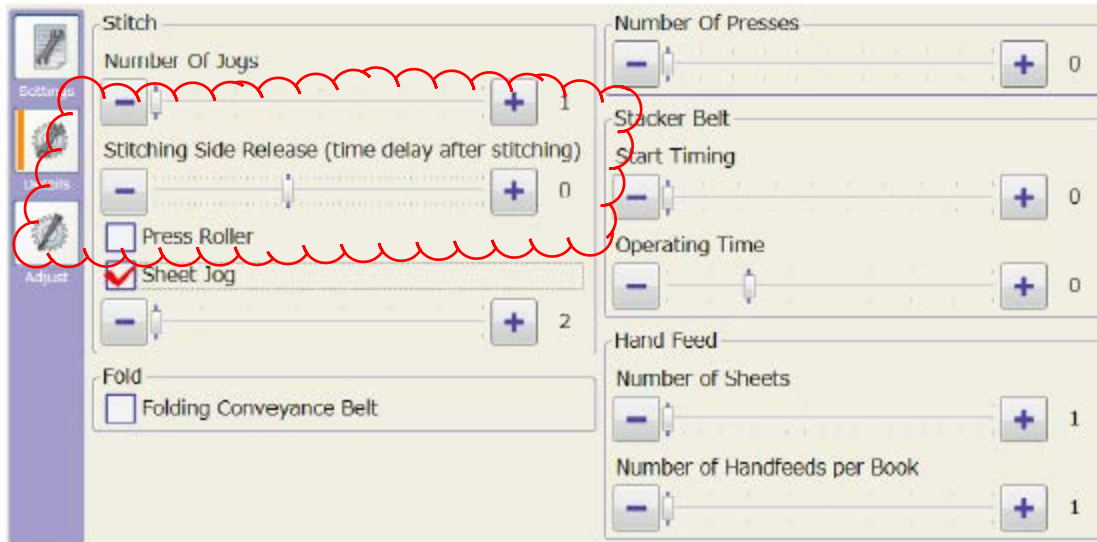 Settings
Details
Adjust
Stitch
Number Of Jogs
1
Stitching Side Release (time delay after stitching)
0
Press Roller
Sheet Jog
2
Fold
Folding Conveyance Belt
Number Of Presses
0
Stacker Belt
Start Timing
0
Operating Time
0
Hand Feed
Number of Sheets
1
Number of Handfeeds per Book
1